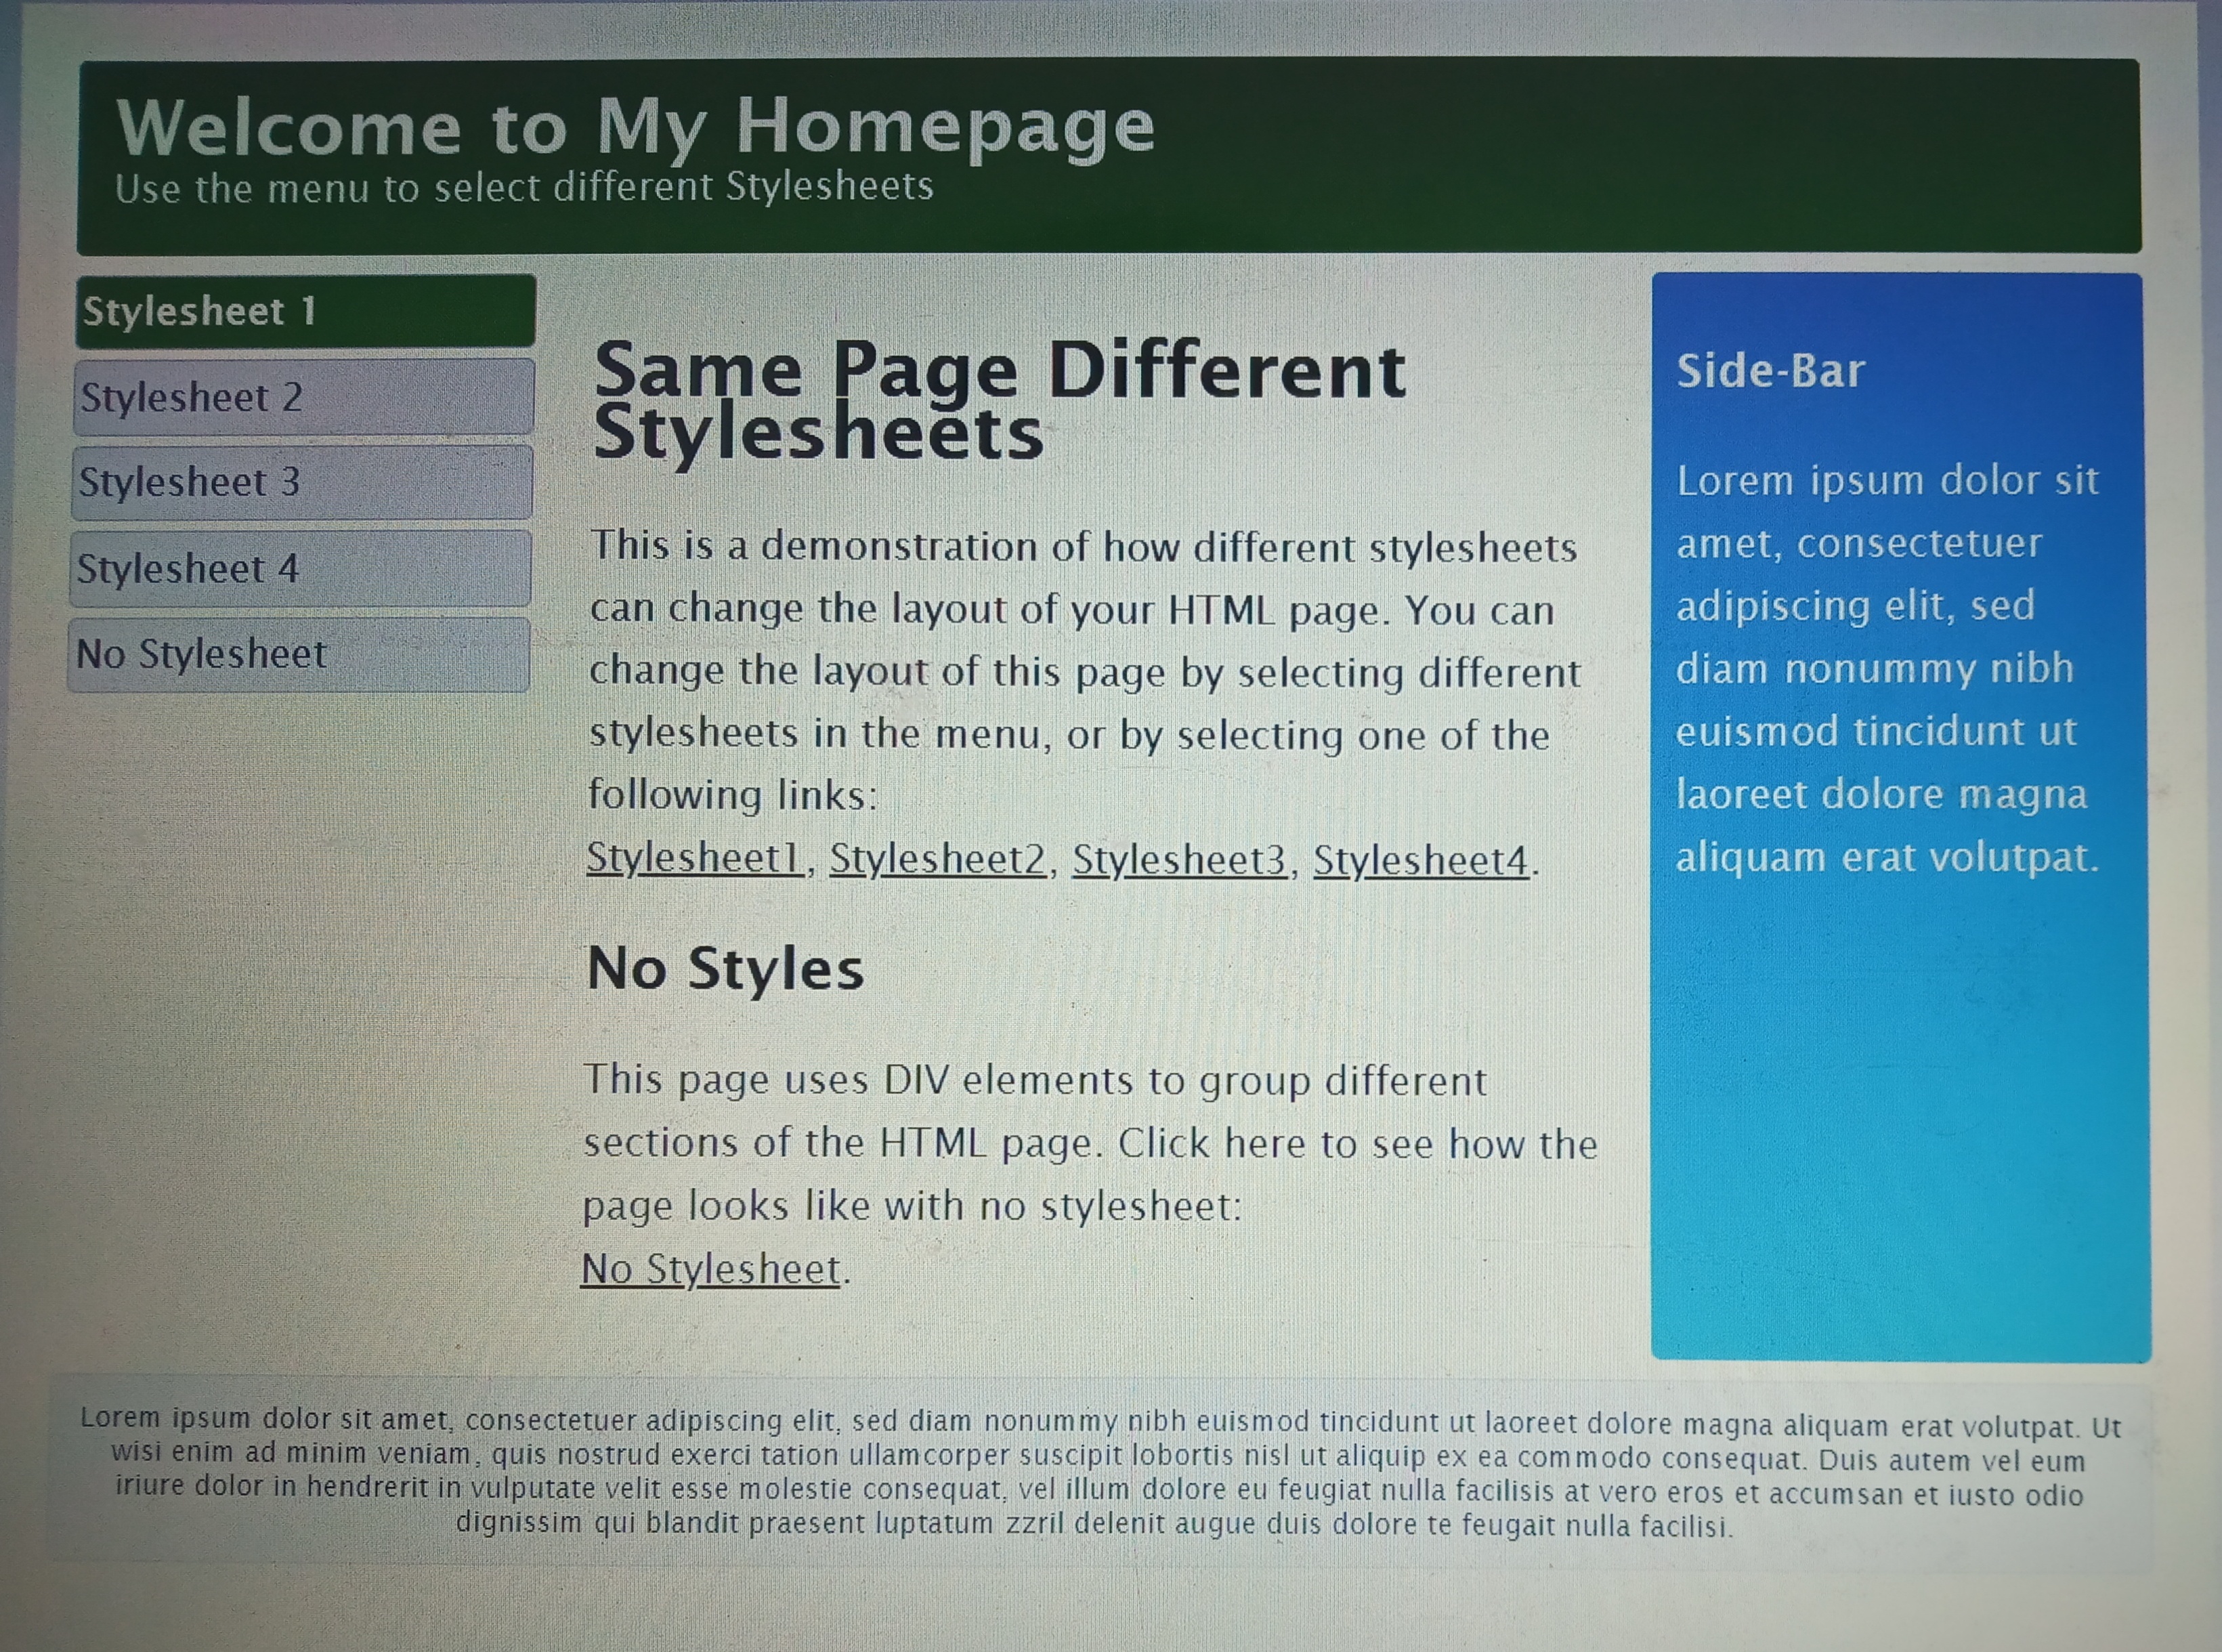 Welcome to My Homepage
Use the menu to select different Stylesheets
Stylesheet 1
Stylesheet 2
Stylesheet 3
Stylesheet 4
No Stylesheet
Same Page Different
Stylesheets
This is a demonstration of how different stylesheets
can change the layout of your HTML page. You can
change the layout of this page by selecting different
stylesheets in the menu, or by selecting one of the
following links:
Stylesheet1, Stylesheet2, Stylesheet3, Stylesheet4.
No Styles
This page uses DIV elements to group different
sections of the HTML page. Click here to see how the
page looks like with no stylesheet:
No Stylesheet.
Side-Bar
Lorem ipsum dolor sit
amet, consectetuer
adipiscing elit, sed
diam nonummy nibh
euismod tincidunt ut
laoreet dolore magna
aliquam erat volutpat.
Lorem ipsum dolor sit amet, consectetuer adipiscing elit, sed diam nonummy nibh euismod tincidunt ut laoreet dolore magna aliquam erat volutpat. Ut
wisi enim ad minim veniam, quis nostrud exerci tation ullamcorper suscipit lobortis nisl ut aliquip ex ea commodo consequat. Duis autem vel eum
iriure dolor in hendrerit in vulputate velit esse molestie consequat, vel illum dolore eu feugiat nulla facilisis at vero eros et accumsan et iusto odio
dignissim qui blandit praesent luptatum zzril delenit augue duis dolore te feugait nulla facilisi.